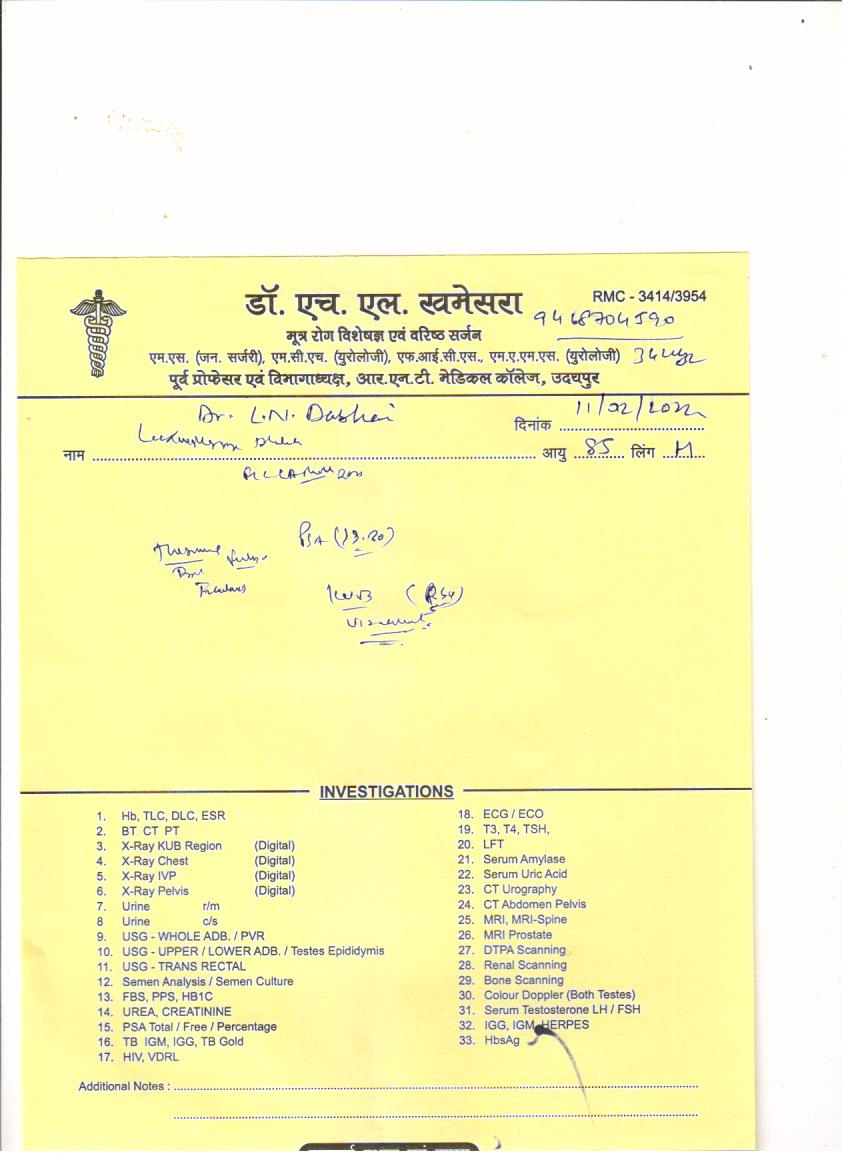 डॉ. एच. एल. खमेसरा
RMC - 3414/3954
9468704590
मूत्र रोग विशेषज्ञ एवं वरिष्ठ सर्जन
एम.एस. (जन. सर्जरी), एम.सी.एच. (युरोलोजी), एफ.आई.सी.एस., एम.ए.एम.एस. (युरोलोजी)
पूर्व प्रोफेसर एवं विभागाध्यक्ष, आर.एन.टी. मेडिकल कॉलेज, उदयपुर
Dr. L.N. 
दिनांक 11/02/2022
नाम
आयु 85 लिंग M
PSA (13.20)
INVESTIGATIONS
1. Hb, TLC, DLC, ESR
2. BT CT PT
3. X-Ray KUB Region (Digital)
4. X-Ray Chest (Digital)
5. X-Ray IVP (Digital)
6. X-Ray Pelvis (Digital)
7. Urine r/m
8 Urine c/s
9. USG - WHOLE ADB. / PVR
10. USG - UPPER / LOWER ADB. / Testes Epididymis
11. USG - TRANS RECTAL
12. Semen Analysis / Semen Culture
13. FBS, PPS, HB1C
14. UREA, CREATININE
15. PSA Total / Free / Percentage
16. TB IGM, IGG, TB Gold
17. HIV, VDRL
18. ECG / ECO
19. T3, T4, TSH,
20. LFT
21. Serum Amylase
22. Serum Uric Acid
23. CT Urography
24. CT Abdomen Pelvis
25. MRI, MRI-Spine
26. MRI Prostate
27. DTPA Scanning
28. Renal Scanning
29. Bone Scanning
30. Colour Doppler (Both Testes)
31. Serum Testosterone LH / FSH
32. IGG, IGM, HERPES
33. HbsAg
Additional Notes :